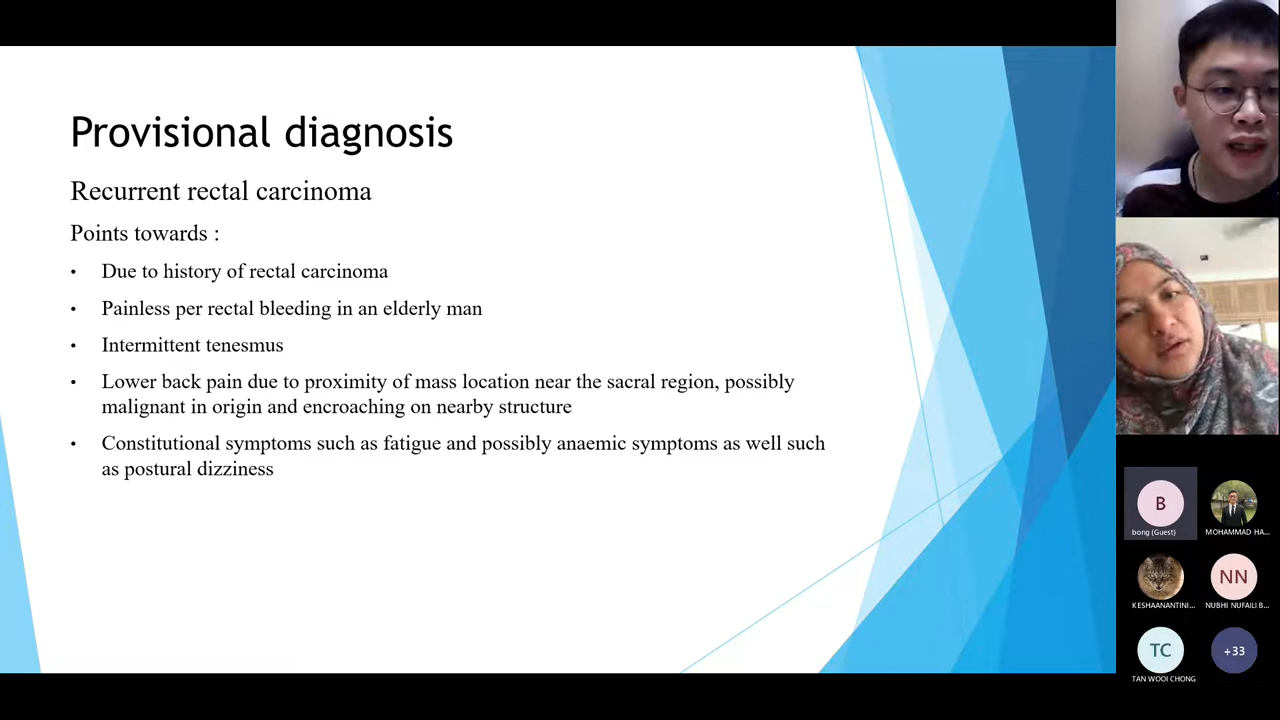 Provisional diagnosis
Recurrent rectal carcinoma
Points towards :
• Due to history of rectal carcinoma
• Painless per rectal bleeding in an elderly man
• Intermittent tenesmus
• Lower back pain due to proximity of mass location near the sacral region, possibly
malignant in origin and encroaching on nearby structure
• Constitutional symptoms such as fatigue and possibly anaemic symptoms as well such
as postural dizziness
B
bong (Guest)
MOHAMMAD HA...
KESHAANANTINI...
NN
NUBHI NUFAILI B...
TC
TAN WOOI CHONG
+33